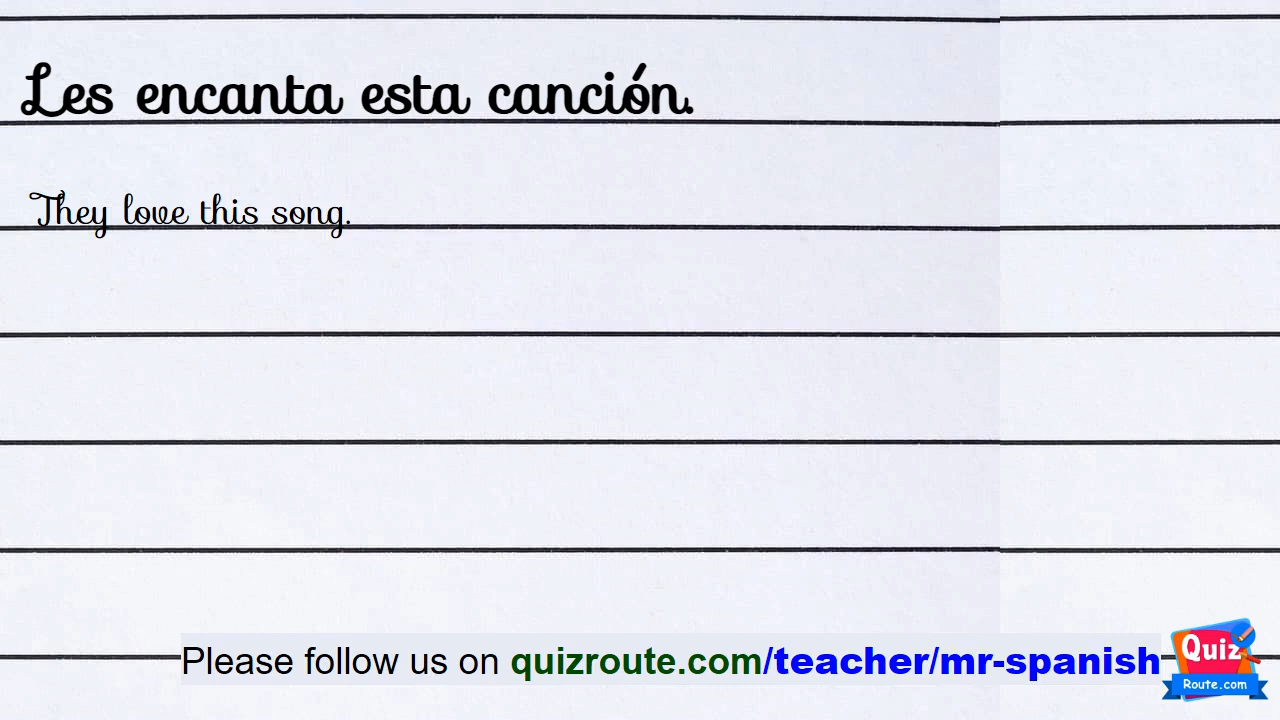 Les encanta esta canción.
They love this song.
Please follow us on quizroute.com/teacher/mr-spanish
Quiz
Route.com